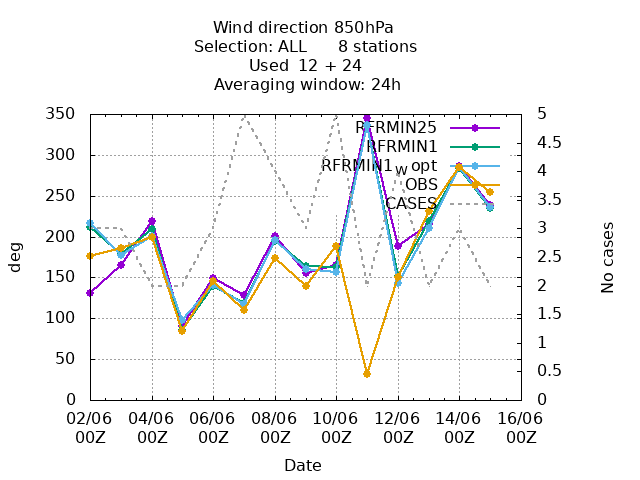 Wind direction 850hPa
Selection: ALL 8 stations
Used 12 + 24
Averaging window: 24h
350
300
250
200
150
100
50
0
deg
5
4.5
4
3.5
3
2.5
2
1.5
1
0.5
0
No cases
RFRMIN25
RFRMIN1
RFRMIN1_w opt
OBS
CASES
02/06 04/06 06/06 08/06 10/06 12/06 14/06 16/06
00Z 00Z 00Z 00Z 00Z 00Z 00Z 00Z
Date